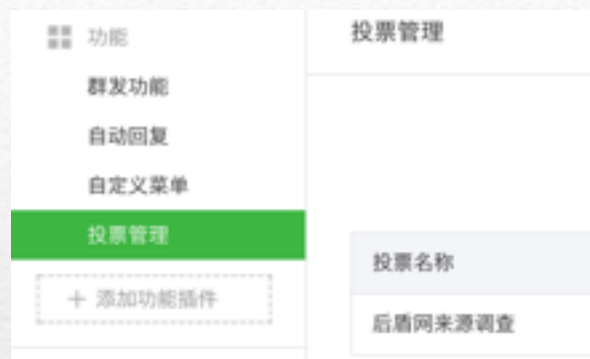 功能
群发功能
自动回复
自定义菜单
投票管理
+ 添加功能插件
投票管理
投票名称
后盾网来源调查